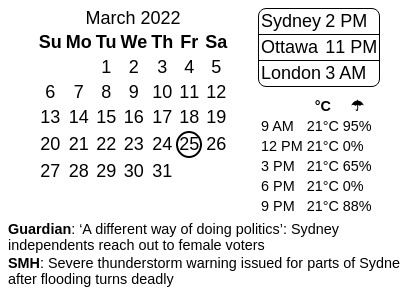 March 2022
Su Mo Tu We Th Fr Sa
1 2 3 4 5
6 7 8 9 10 11 12
13 14 15 16 17 18 19
20 21 22 23 24 25 26
27 28 29 30 31
Sydney 2 PM
Ottawa 11 PM
London 3 AM
°C ☂
9 AM 21°C 95%
12 PM 21°C 0%
3 PM 21°C 65%
6 PM 21°C 0%
9 PM 21°C 88%
Guardian: ‘A different way of doing politics’: Sydney
independents reach out to female voters
SMH: Severe thunderstorm warning issued for parts of Sydne
after flooding turns deadly